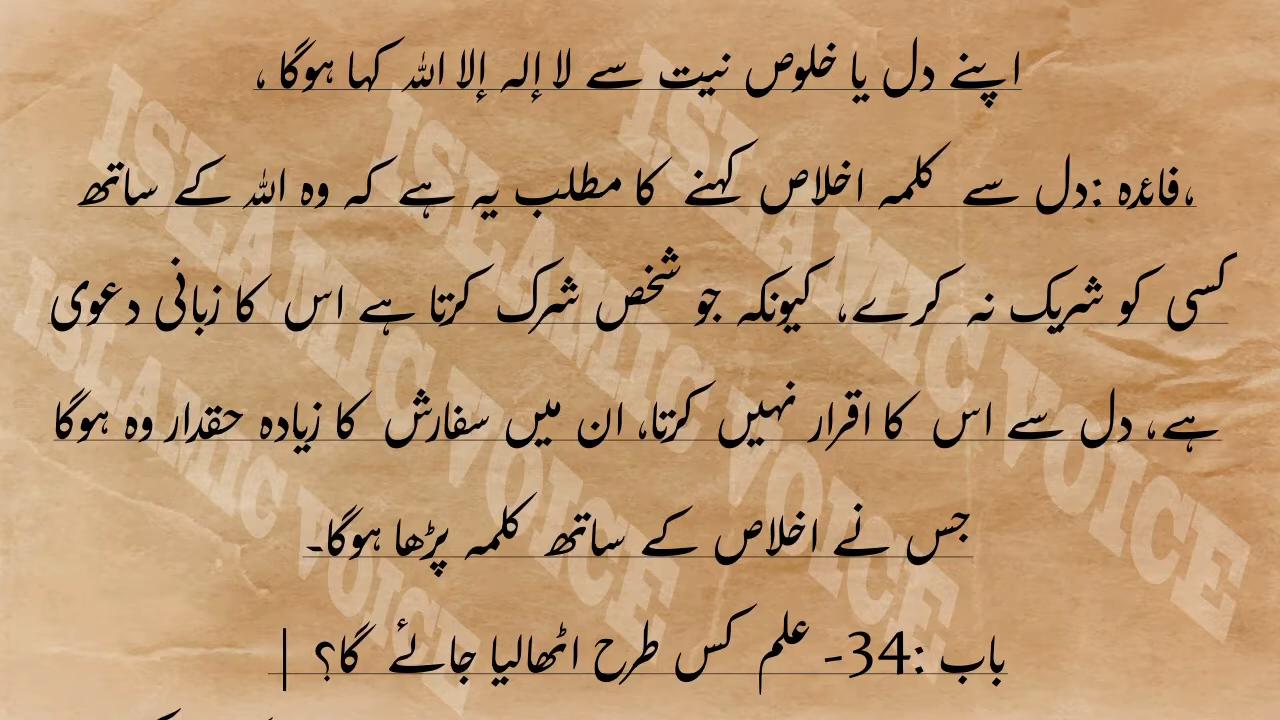 اپنے دل یا خلوص نیت سے لا إلہ إلا اللہ کہا ہوگا ،
،فائدہ :دل سے کلمہ اخلاص کہنے کا مطلب یہ ہے کہ وہ اللہ کے ساتھ
کسی کو شریک نہ کرے، کیونکہ جو شخص شرک کرتا ہے اس کا زبانی دعوی
ہے، دل سے اس کا اقرار نہیں کرتا، ان میں سفارش کا زیادہ حقدار وہ ہوگا
جس نے اخلاص کے ساتھ کلمہ پڑھا ہوگا۔
باب :34- علم کس طرح اٹھالیا جائے گا؟ |
ISLAMIC VOICE
ISLAMIC VOICE
ISLAMIC VOICE
ISLAMIC VOICE